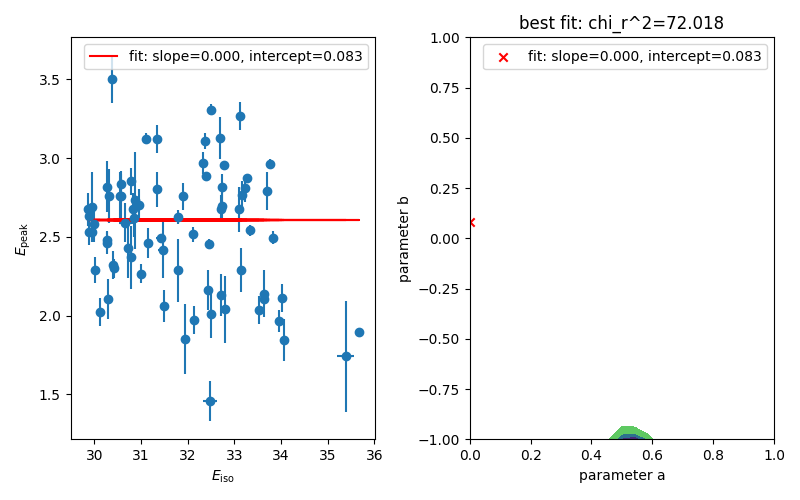 best fit: chi_r^2=72.018
fit: slope=0.000, intercept=0.083
3.5
3.0
2.5
2.0
1.5
E_peak
30 31 32 33 34 35 36
E_iso
fit: slope=0.000, intercept=0.083
1.00
0.75
0.50
0.25
0.00
−0.25
−0.50
−0.75
−1.00
parameter b
0.0 0.2 0.4 0.6 0.8 1.0
parameter a